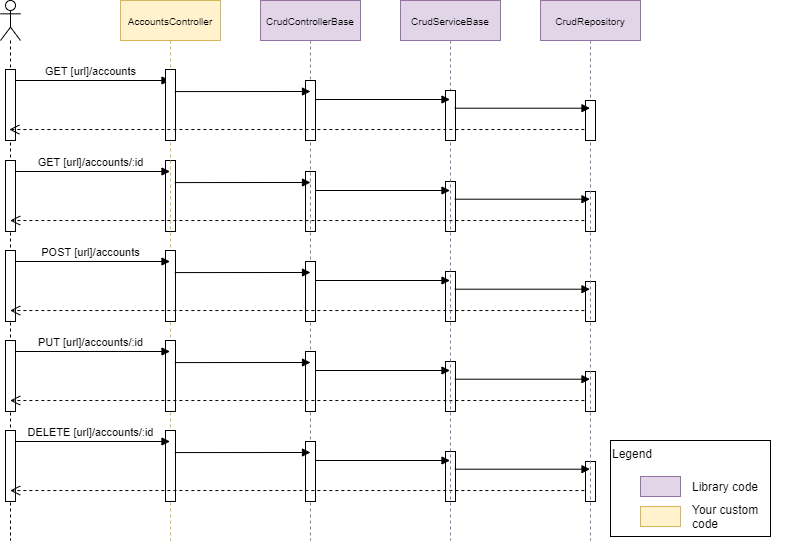 AccountsController
CrudControllerBase
CrudServiceBase
CrudRepository
GET [url]/accounts
GET [url]/accounts/:id
POST [url]/accounts
PUT [url]/accounts/:id
DELETE [url]/accounts/:id
Legend
Library code
Your custom
code